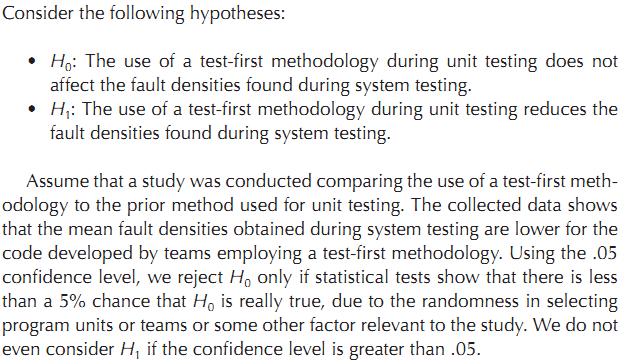 Consider the following hypotheses:
• H₀: The use of a test-first methodology during unit testing does not
affect the fault densities found during system testing.
• H₁: The use of a test-first methodology during unit testing reduces the
fault densities found during system testing.
Assume that a study was conducted comparing the use of a test-first meth-
odology to the prior method used for unit testing. The collected data shows
that the mean fault densities obtained during system testing are lower for the
code developed by teams employing a test-first methodology. Using the .05
confidence level, we reject H₀ only if statistical tests show that there is less
than a 5% chance that H₀ is really true, due to the randomness in selecting
program units or teams or some other factor relevant to the study. We do not
even consider H₁ if the confidence level is greater than .05.